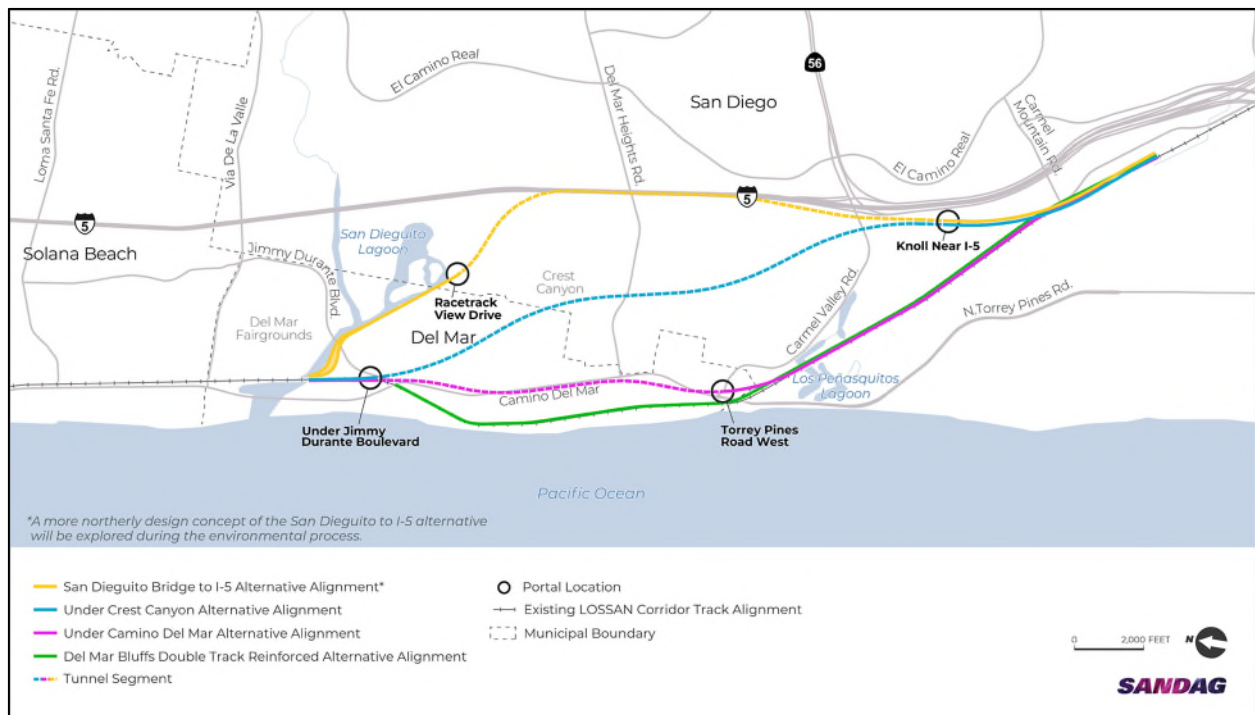 Loma Santa Fe Rd.
Via De La Valle
El Camino Real
Del Mar Heights Rd.
San Diego
56
El Camino Real
Carmel
Mountain Rd.
5
Solana Beach
San Dieguito
Lagoon
Jimmy Durante Blvd.
5
Knoll Near I-5
Racetrack
View Drive
Crest
Canyon
Del Mar
Fairgrounds
Del Mar
Carmel Valley Rd.
N.Torrey Pines Rd.
Camino Del Mar
Los Peñasquitos
Lagoon
Under Jimmy
Durante Boulevard
Torrey Pines
Road West
Pacific Ocean
*A more northerly design concept of the San Dieguito to I-5 alternative
will be explored during the environmental process.
San Dieguito Bridge to I-5 Alternative Alignment*
Under Crest Canyon Alternative Alignment
Under Camino Del Mar Alternative Alignment
Del Mar Bluffs Double Track Reinforced Alternative Alignment
Tunnel Segment
Portal Location
Existing LOSSAN Corridor Track Alignment
Municipal Boundary
0 2,000 FEET
N
SANDAG